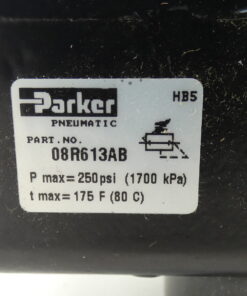 Parker
HB5
PNEUMATIC
PART. NO.
08R613AB
P max=250psi (1700 kPa)
t max=175 F (80 C)